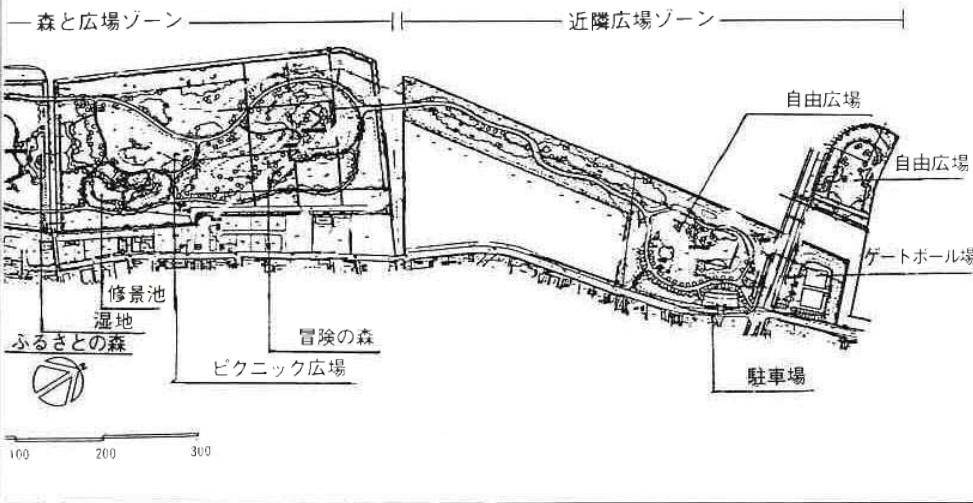 森と広場ゾーン
近隣広場ゾーン
自由広場
自由広場
ゲートボール場
修景池
湿地
ふるさとの森
冒険の森
ピクニック広場
駐車場
100
200
300